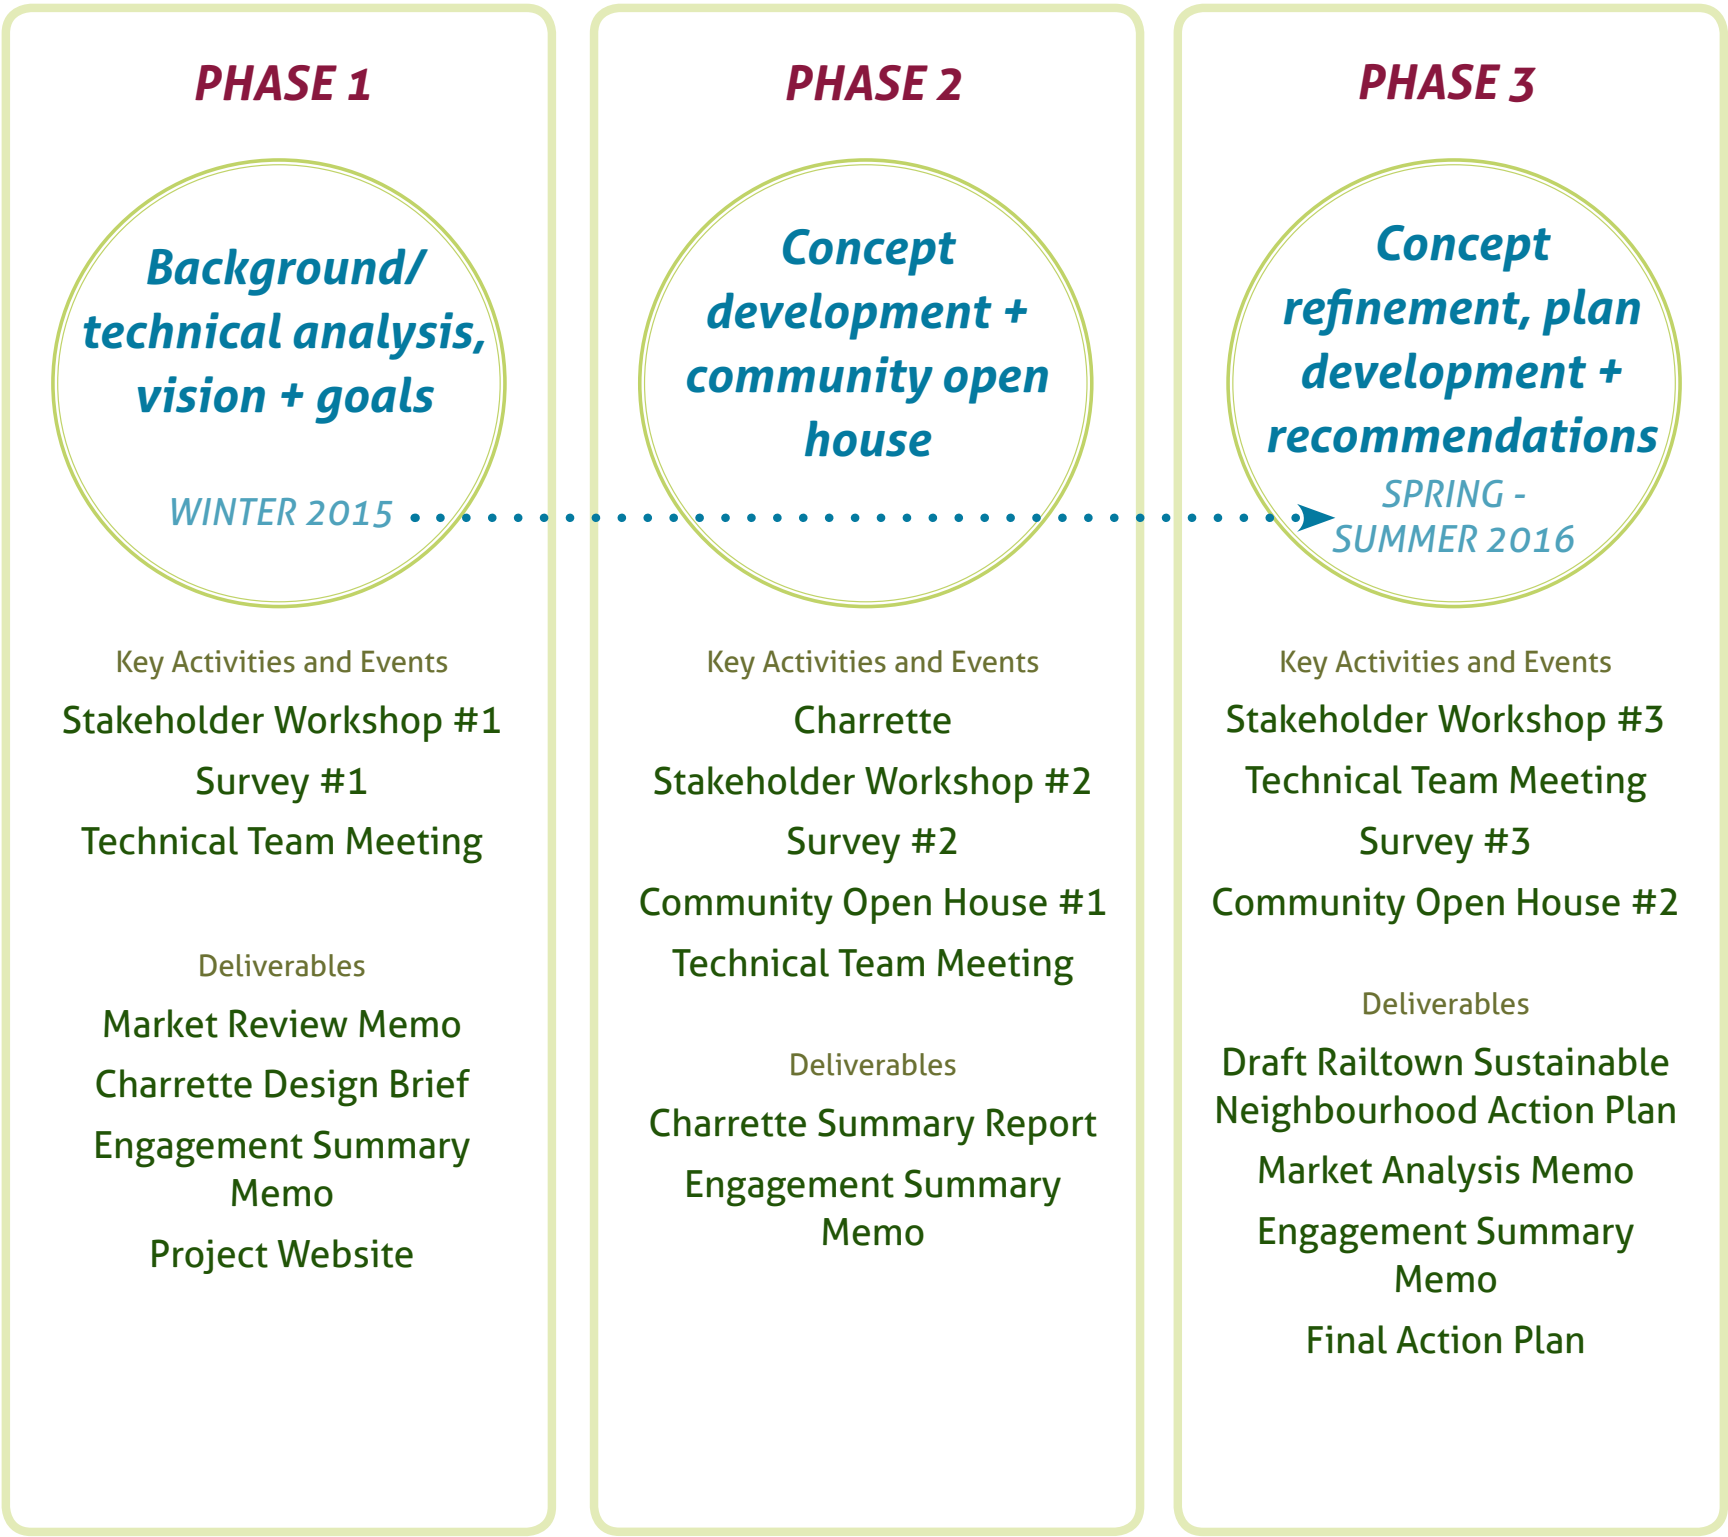 PHASE 1
Background/
technical analysis,
vision + goals
WINTER 2015
Key Activities and Events
Stakeholder Workshop #1
Survey #1
Technical Team Meeting
Deliverables
Market Review Memo
Charrette Design Brief
Engagement Summary
Memo
Project Website
PHASE 2
Concept
development +
community open
house
Key Activities and Events
Charrette
Stakeholder Workshop #2
Survey #2
Community Open House #1
Technical Team Meeting
Deliverables
Charrette Summary Report
Engagement Summary
Memo
PHASE 3
Concept
refinement, plan
development +
recommendations
SPRING -
SUMMER 2016
Key Activities and Events
Stakeholder Workshop #3
Technical Team Meeting
Survey #3
Community Open House #2
Deliverables
Draft Railtown Sustainable
Neighbourhood Action Plan
Market Analysis Memo
Engagement Summary
Memo
Final Action Plan